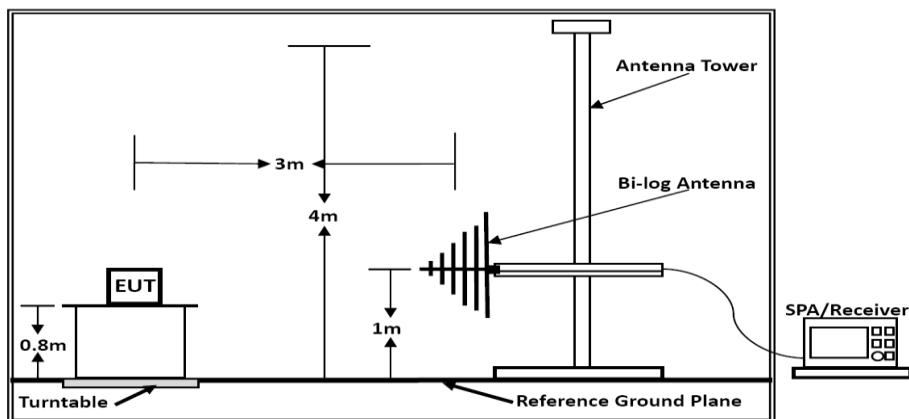 Antenna Tower
3m
Bi-log Antenna
4m
EUT
SPA/Receiver
0.8m
1m
Turntable
Reference Ground Plane